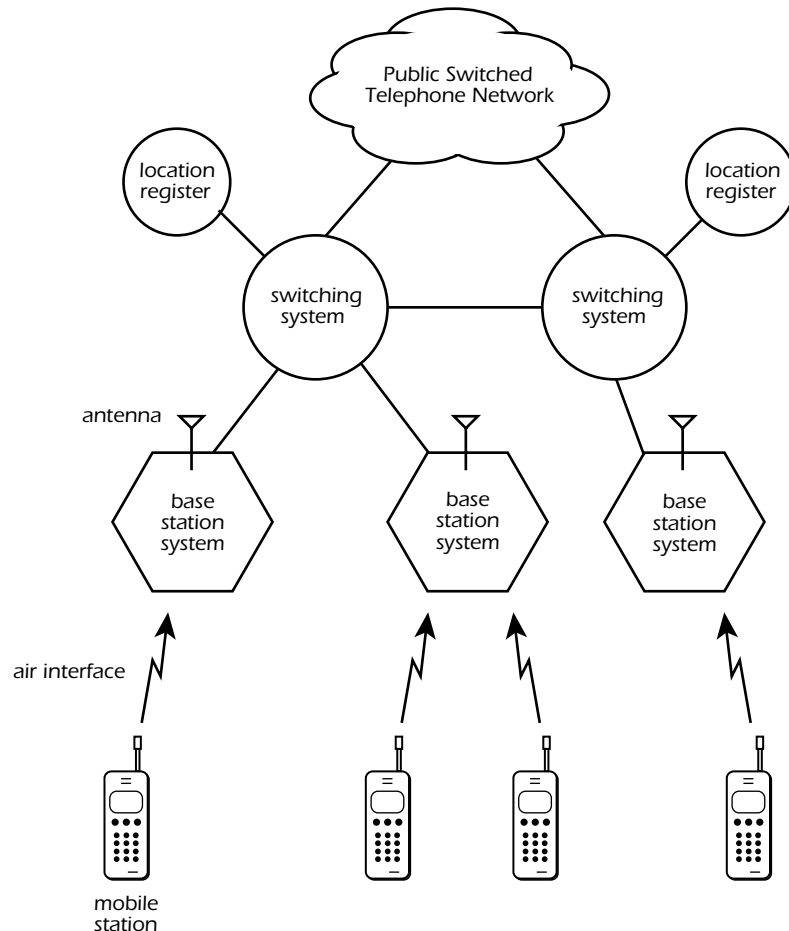 Public Switched
Telephone Network
location
register
location
register
switching
system
switching
system
antenna
base
station
system
base
station
system
base
station
system
air interface
mobile
station